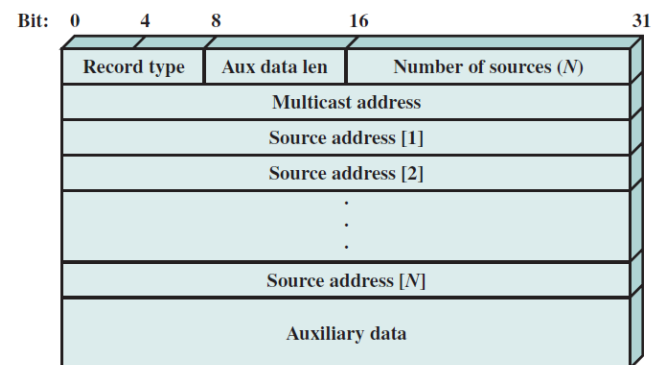 Bit: 0 4 8 16 31
Record type Aux data len Number of sources (N)
Multicast address
Source address [1]
Source address [2]
.
.
.
Source address [N]
Auxiliary data